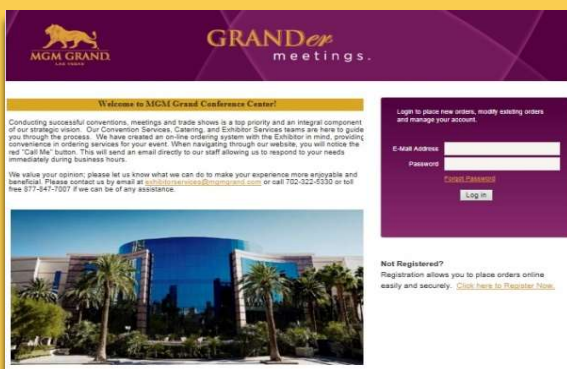 MGM GRAND
LAS VEGAS
GRANDer
meetings.
Welcome to MGM Grand Conference Center!
Conducting successful conventions, meetings and trade shows is a top priority and an integral component
of our strategic vision. Our Convention Services, Catering, and Exhibitor Services teams are here to guide
you through the process. We have created an on-line ordering system with the Exhibitor in mind, providing
convenience in ordering services for your event. When navigating through our website, you will notice the
red "Call Me" button. This will send an email directly to our staff allowing us to respond to your needs
immediately during business hours.
We value your opinion; please let us know what we can do to make your experience more enjoyable and
beneficial. Please contact us by email at exhibitorservices@mgmgrand.com or call 702-322-5330 or toll
free 877-847-7007 if we can be of any assistance.
Login to place new orders, modify existing orders
and manage your account.
E-Mail Address
Password
Forgot Password
Log in
Not Registered?
Registration allows you to place orders online
easily and securely. Click here to Register Now.